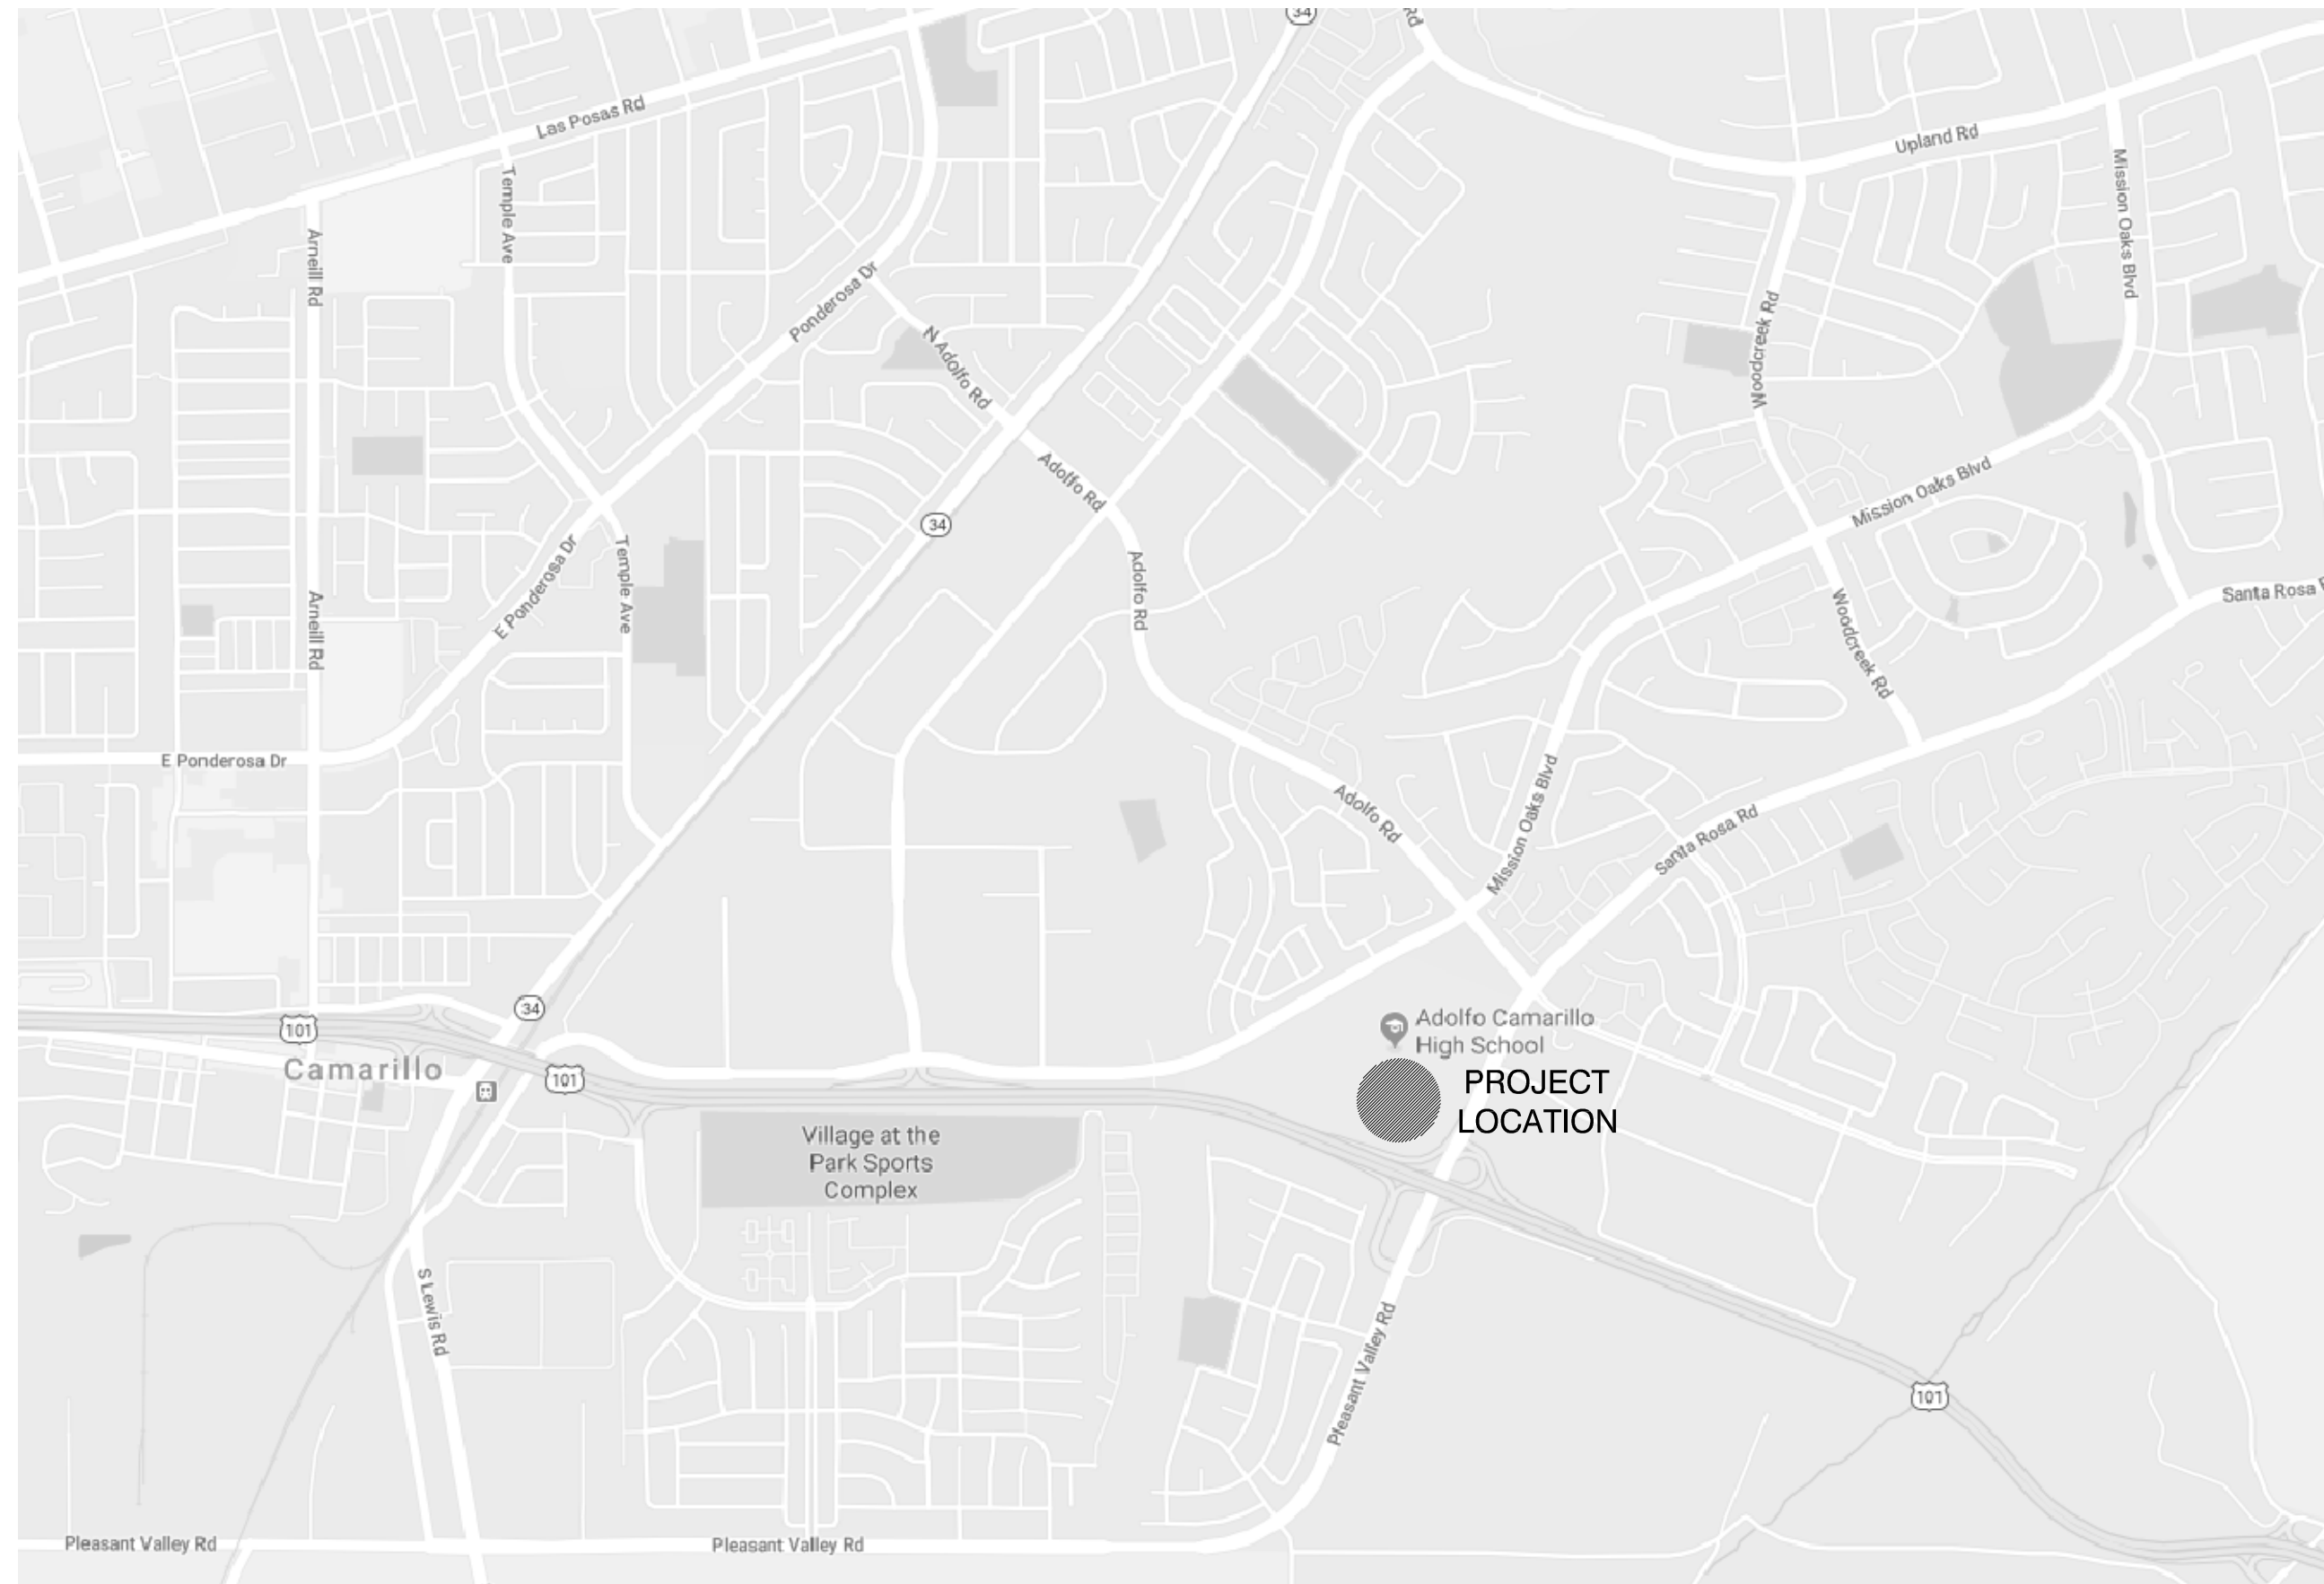 34
Rd
Las Posas Rd
Upland Rd
Temple Ave
Mission Oaks Blvd
Arneill Rd
Ponderosa Dr
Woodcreek Rd
N Adolfo Rd
Adolfo Rd
Mission Oaks Blvd
34
E Ponderosa Dr
Temple Ave
Adolfo Rd
Arneill Rd
Santa Rosa
Woodcreek Rd
E Ponderosa Dr
Mission Oaks Blvd
Adolfo Rd
Santa Rosa Rd
34
101
Adolfo Camarillo
High School
Camarillo
101
PROJECT
LOCATION
Village at the
Park Sports
Complex
S Lewis Rd
Pleasant Valley Rd
101
Pleasant Valley Rd
Pleasant Valley Rd